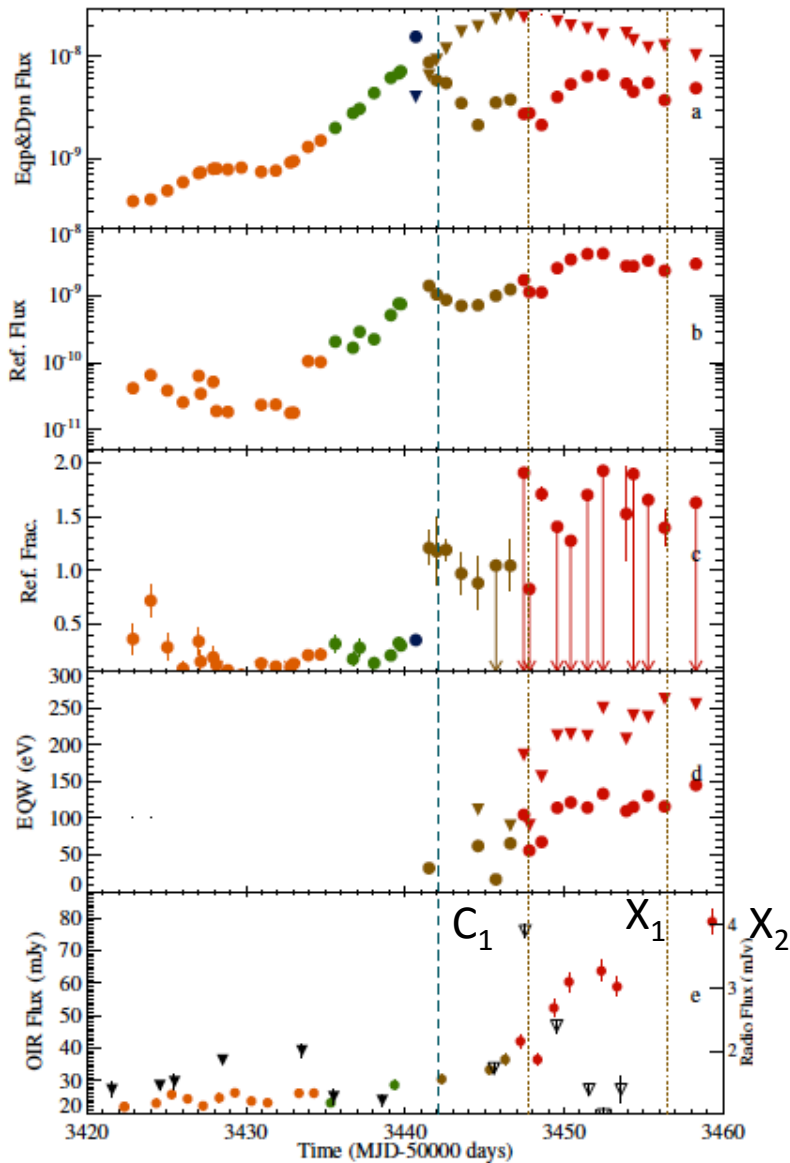 Eqp&Dpn Flux
10⁻⁸
10⁻⁹
a
Ref. Flux
10⁻⁸
10⁻⁹
10⁻¹⁰
10⁻¹¹
b
Ref. Frac.
2.0
1.5
1.0
0.5
c
EQW (eV)
300
250
200
150
100
50
0
d
OIR Flux (mJy)
80
70
60
50
40
30
20
C₁
X₁
X₂
e
4
3
2
Radio Flux (mJy)
3420
3430
3440
3450
3460
Time (MJD-50000 days)